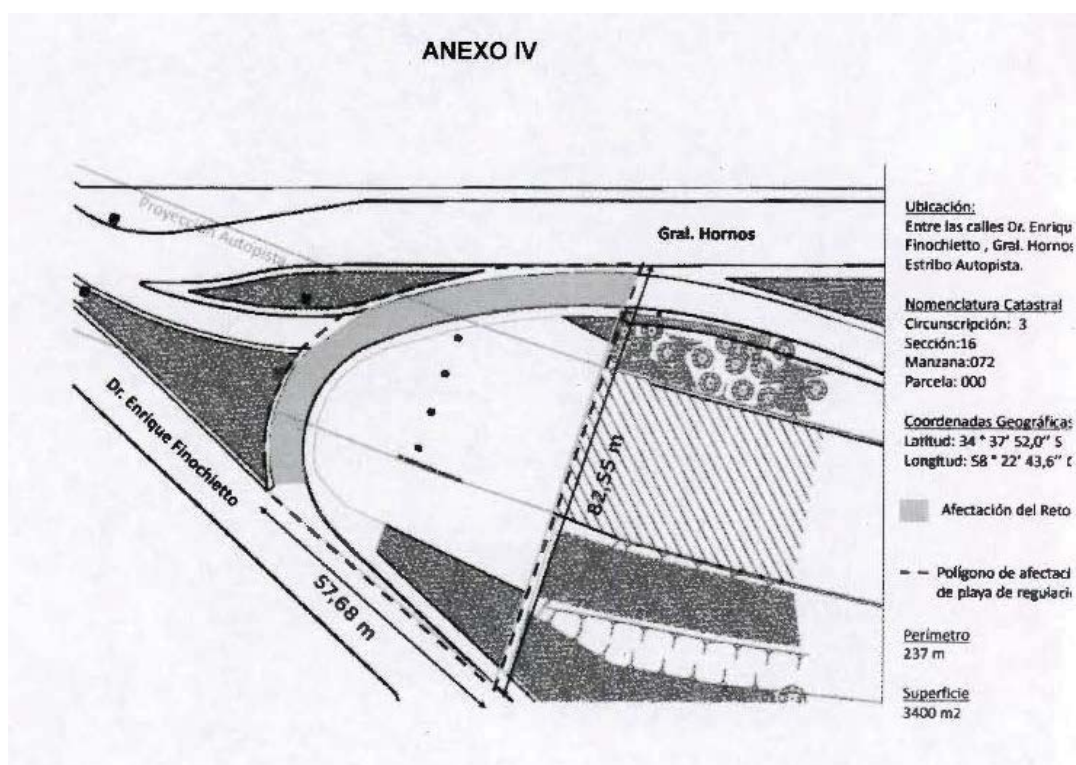 ANEXO IV
Proyección Autopista
Gral. Hornos
Dr. Enrique Finochietto
57,68 m
82,55 m
Ubicación:
Entre las calles Dr. Enriqu
Finochietto , Gral. Hornos
Estribo Autopista.
Nomenclatura Catastral
Circunscripción: 3
Sección:16
Manzana:072
Parcela: 000
Coordenadas Geográficas
Latitud: 34 ° 37' 52,0'' S
Longitud: 58 ° 22' 43,6''
Afectación del Reto
Polígono de afectaci
de playa de regulaci
Perímetro
237 m
Superficie
3400 m2